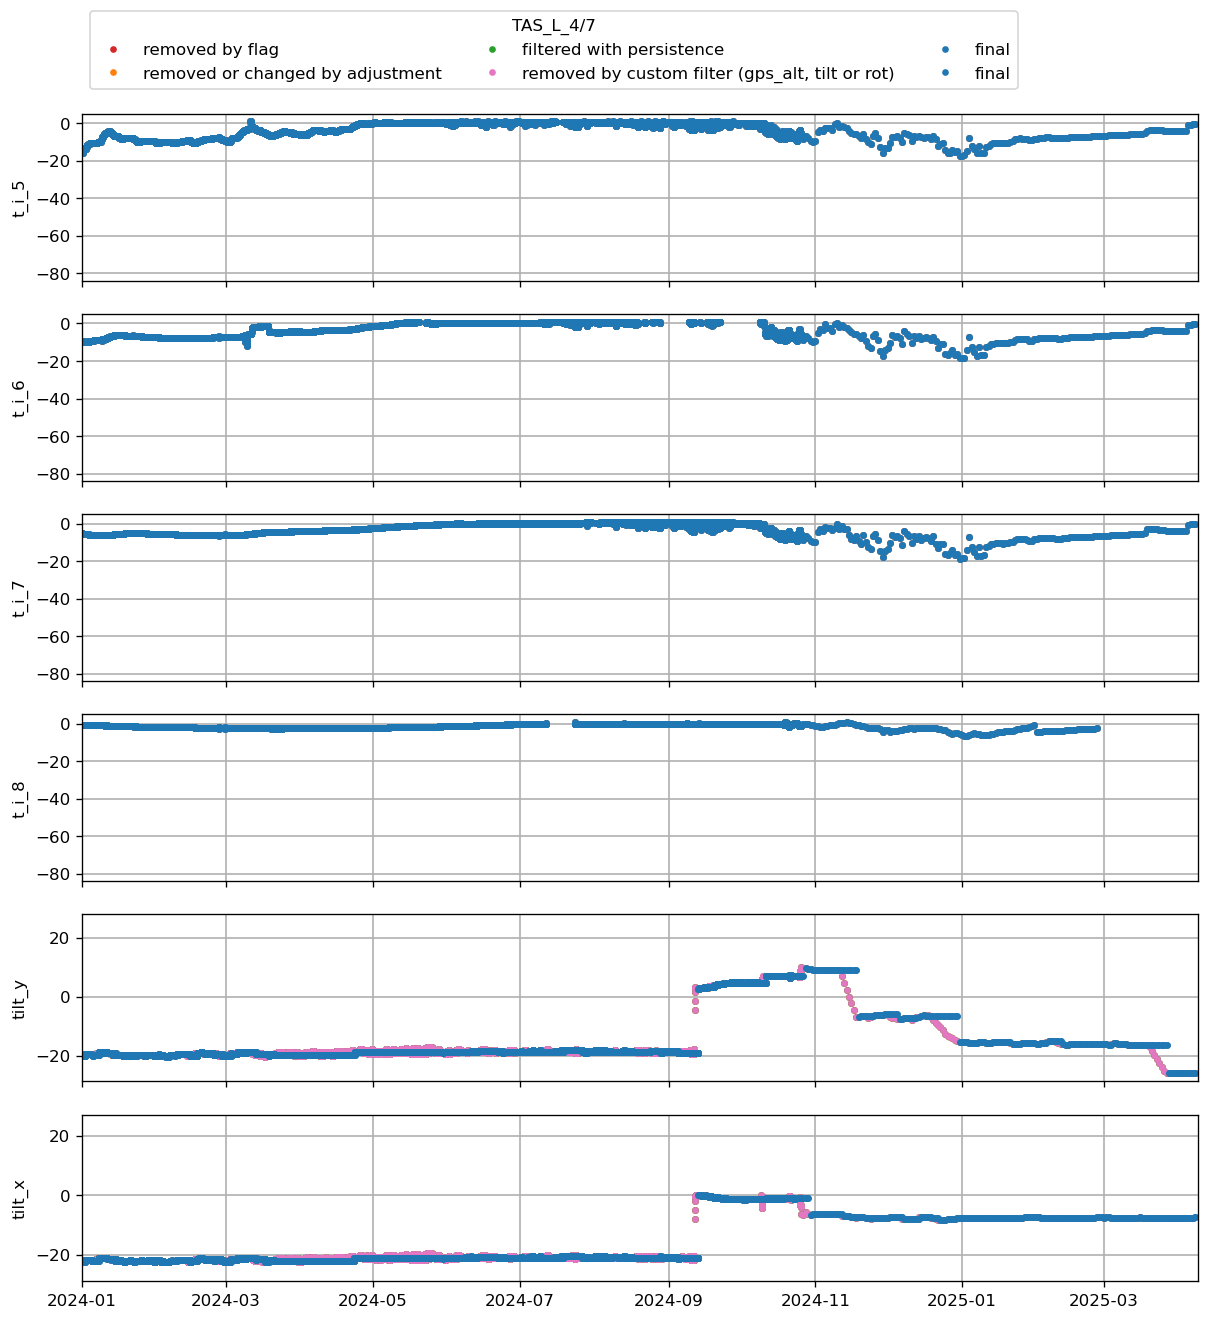 TAS_L_4/7
removed by flag
filtered with persistence
final
removed or changed by adjustment
removed by custom filter (gps_alt, tilt or rot)
final
0
−20
−40
−60
−80
t_i_5
0
−20
−40
−60
−80
t_i_6
0
−20
−40
−60
−80
t_i_7
0
−20
−40
−60
−80
t_i_8
20
0
−20
tilt_y
20
0
−20
tilt_x
2024-01
2024-03
2024-05
2024-07
2024-09
2024-11
2025-01
2025-03